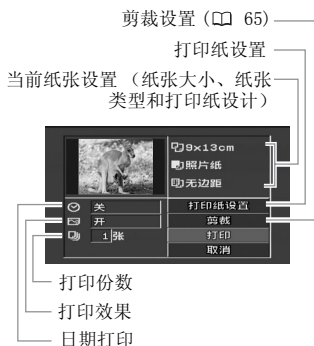 剪裁设置 (📖 65)
打印纸设置
当前纸张设置 (纸张大小、纸张
类型和打印纸设计)
9x13cm
照片纸
无边距
关
打印纸设置
开
剪裁
1 张
打印
取消
打印份数
打印效果
日期打印